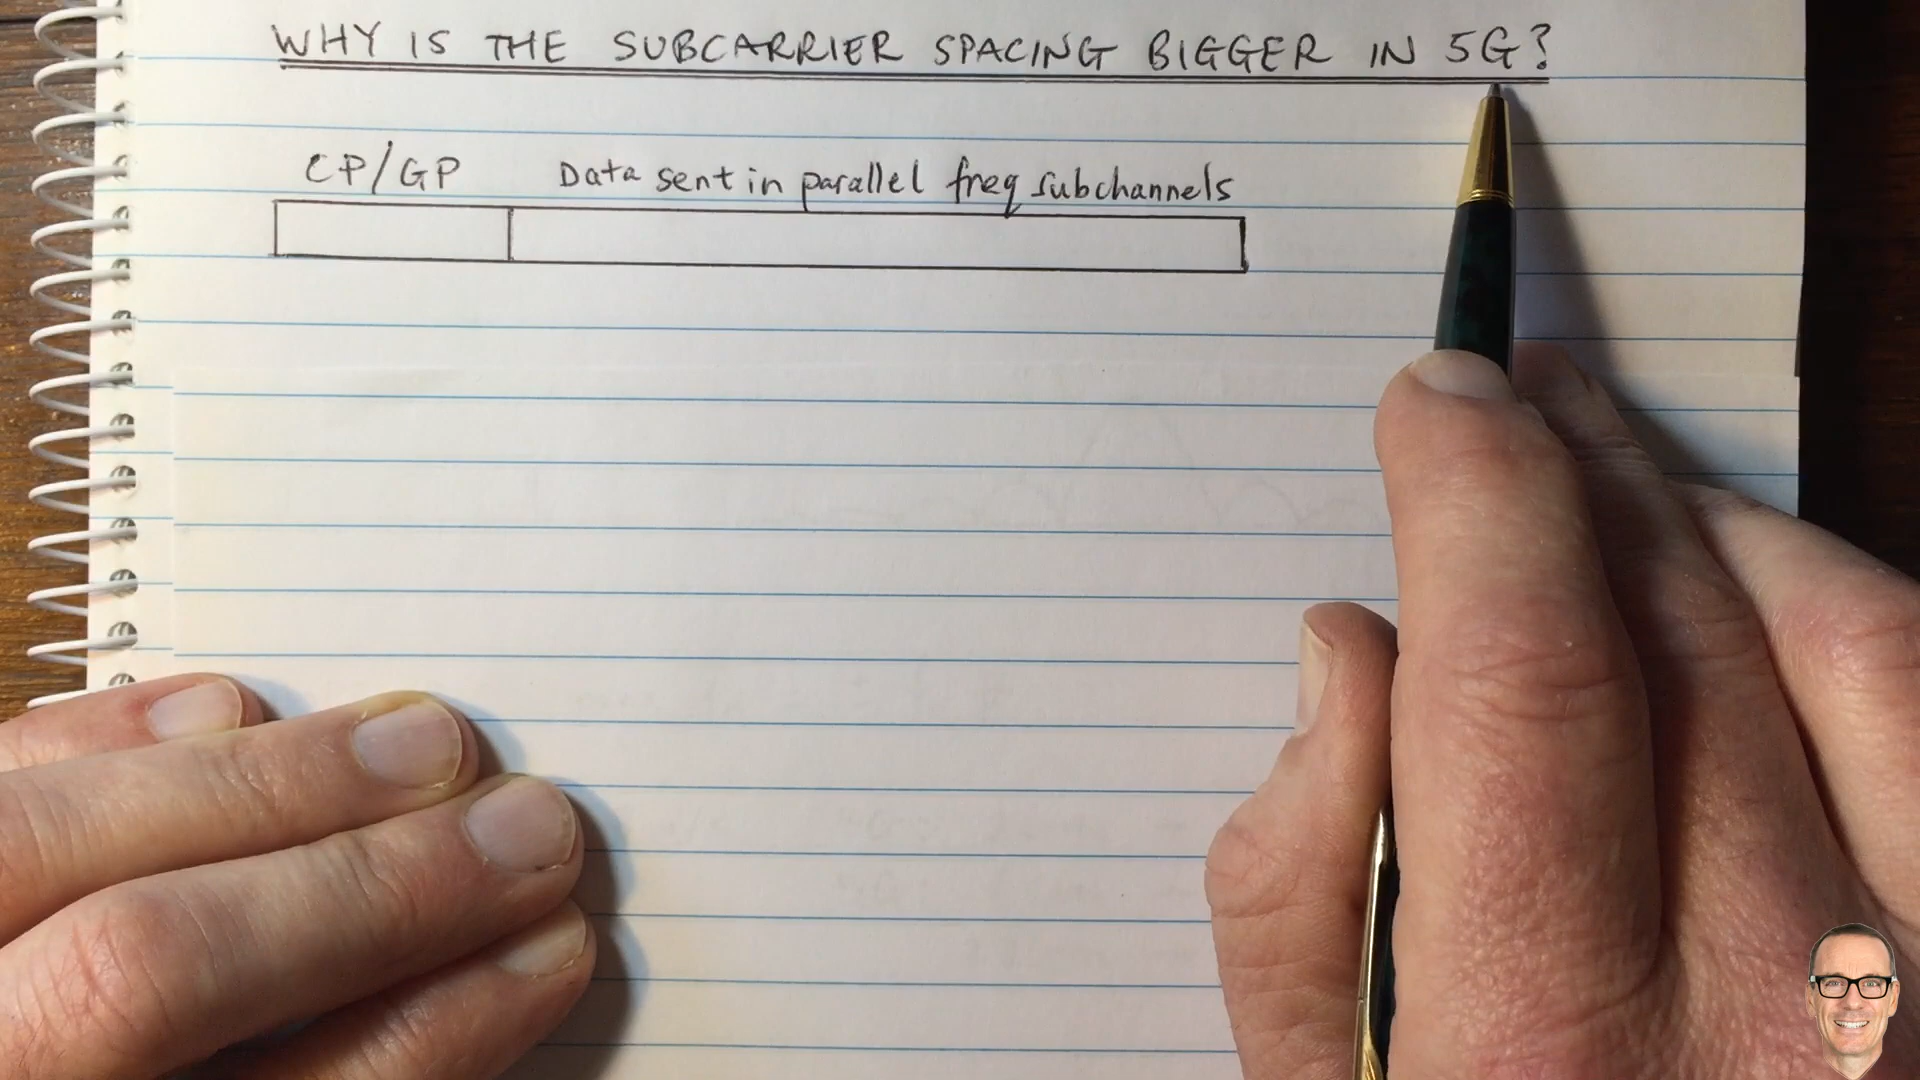 WHY IS THE SUBCARRIER SPACING BIGGER IN 5G?
CP/GP Data sent in parallel freq subchannels